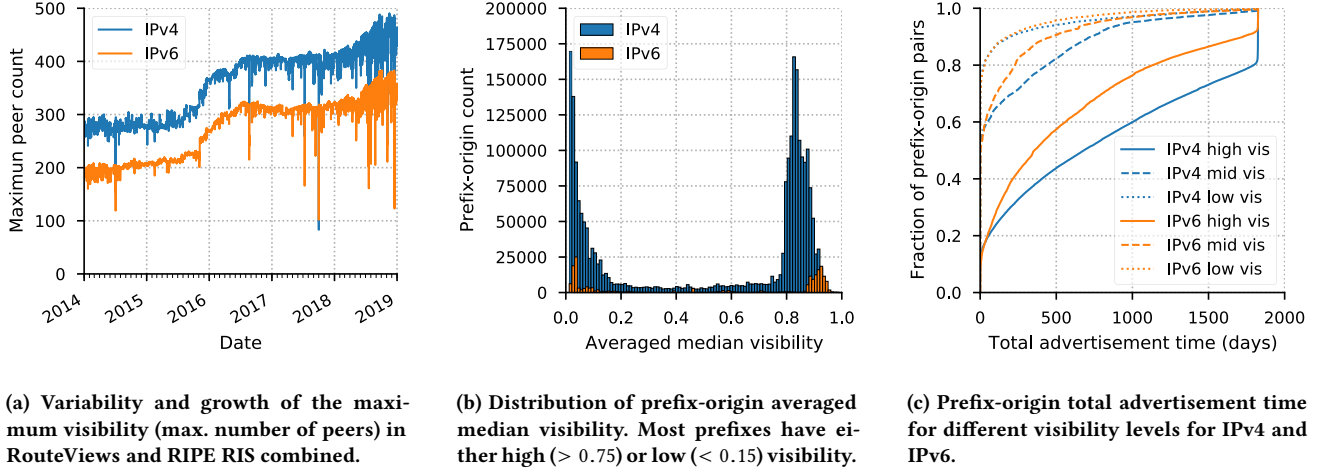 500
400
300
200
100
0
Maximun peer count
IPv4
IPv6
2014
2015
2016
2017
2018
2019
Date
200000
175000
150000
125000
100000
75000
50000
25000
0
Prefix-origin count
IPv4
IPv6
0.0
0.2
0.4
0.6
0.8
1.0
Averaged median visibility
1.0
0.8
0.6
0.4
0.2
0.0
Fraction of prefix-origin pairs
IPv4 high vis
IPv4 mid vis
IPv4 low vis
IPv6 high vis
IPv6 mid vis
IPv6 low vis
0
500
1000
1500
2000
Total advertisement time (days)
(a) Variability and growth of the maxi-
mum visibility (max. number of peers) in
RouteViews and RIPE RIS combined.
(b) Distribution of prefix-origin averaged
median visibility. Most prefixes have ei-
ther high (> 0.75) or low (< 0.15) visibility.
(c) Prefix-origin total advertisement time
for different visibility levels for IPv4 and
IPv6.